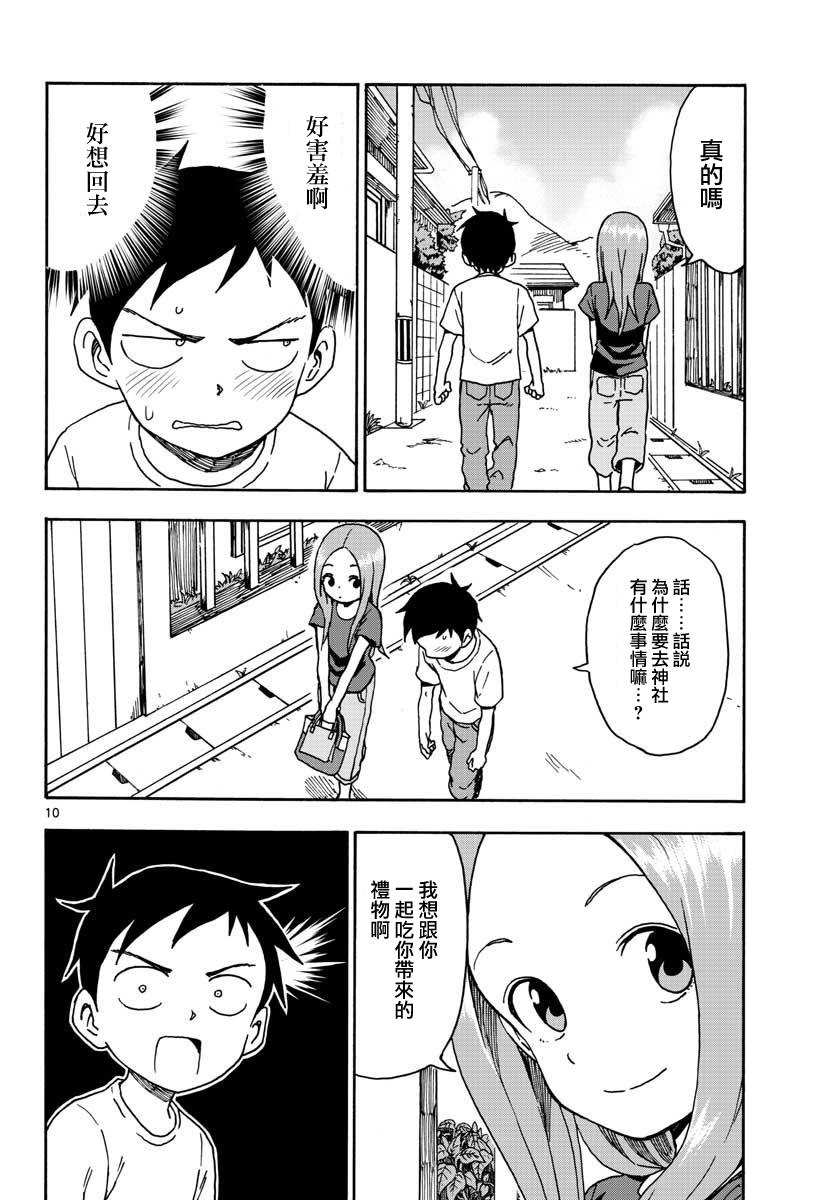 真的嗎
好害羞啊
好想回去
話……話說
為什麼要去神社
有什麼事情嘛…?
10
我想跟你
一起吃你帶來的
禮物啊